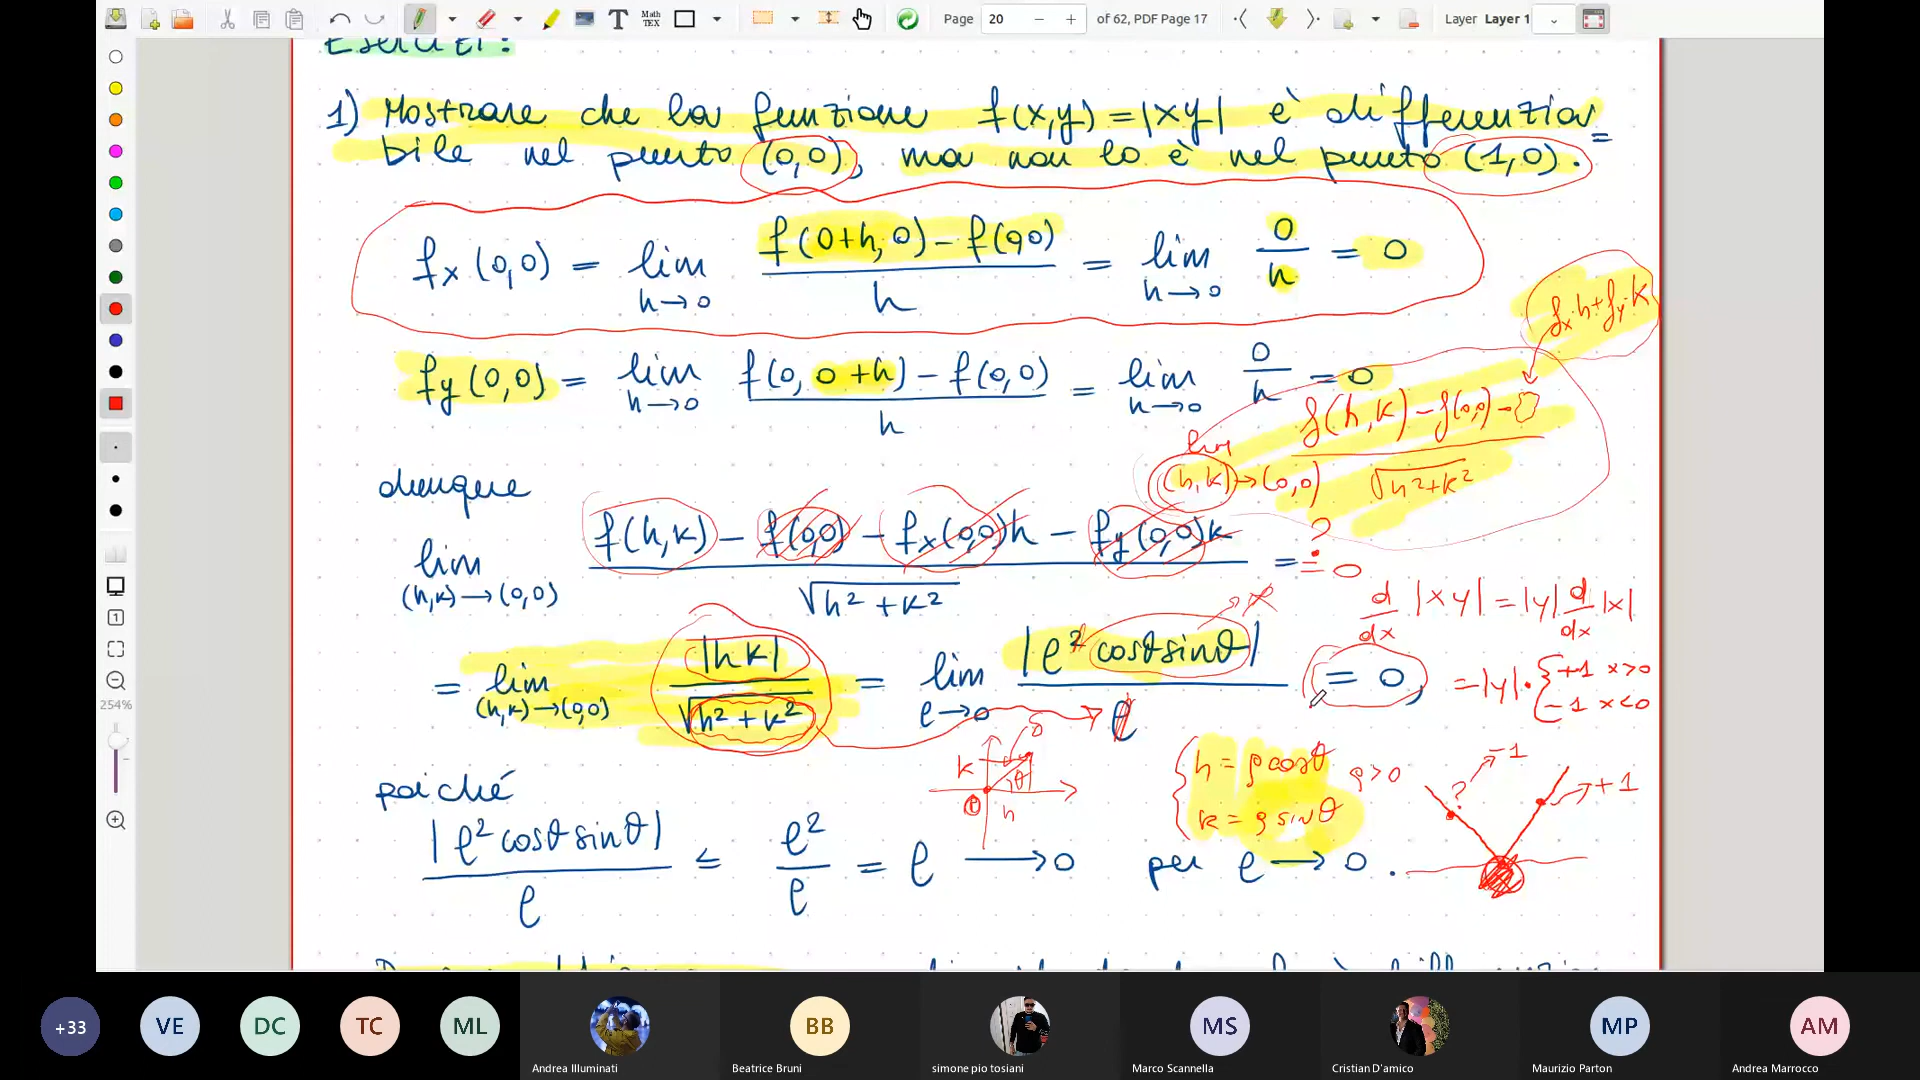 Page 20 of 62, PDF Page 17 Layer Layer 1
Esercizi:
1) Mostrare che la funzione f(x,y) = |xy| è differenzia=
bile nel punto (0,0), ma non lo è nel punto (1,0).
fx(0,0) = lim h→0 f(0+h,0) - f(0,0) / h = lim h→0 0/h = 0
fx·h+fy·k
fy(0,0) = lim h→0 f(0,0+h) - f(0,0) / h = lim h→0 0/h = 0
lim (h,k)→(0,0) f(h,k) - f(0,0) - 0 / √h²+k²
dunque
lim (h,k)→(0,0) f(h,k) - f(0,0) - fx(0,0)h - fy(0,0)k / √h²+k² = ? = 0
d/dx |xy| = |y| d/dx |x|
= lim (h,k)→(0,0) |hk| / √h²+k² = lim ρ→0 |ρ² cosθ sinθ| / ρ = 0,
= |y|· { +1 x>0
-1 x<0
k θ h
{ h = ρ cosθ ρ>0
k = ρ sinθ
? -1 +1
poiché
|ρ² cosθ sinθ| / ρ ≤ ρ²/ρ = ρ → 0 per ρ → 0.
254%
+33 VE DC TC ML BB MS MP AM
Andrea Illuminati Beatrice Bruni simone pio tosiani Marco Scannella Cristian D'amico Maurizio Parton Andrea Marrocco